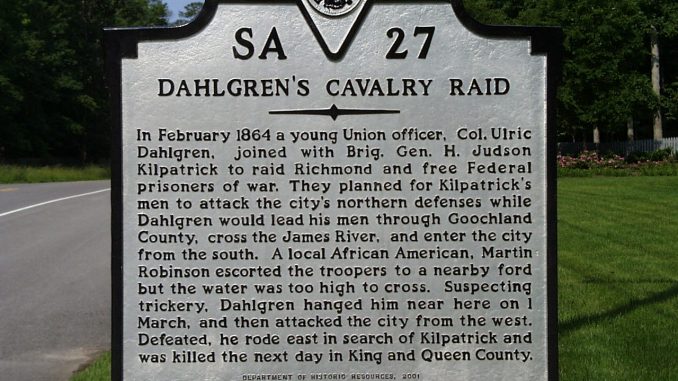 SA 27
DAHLGREN'S CAVALRY RAID
In February 1864 a young Union officer, Col. Ulric
Dahlgren, joined with Brig. Gen. H. Judson
Kilpatrick to raid Richmond and free Federal
prisoners of war. They planned for Kilpatrick's
men to attack the city's northern defenses while
Dahlgren would lead his men through Goochland
County, cross the James River, and enter the city
from the south. A local African American, Martin
Robinson escorted the troopers to a nearby ford
but the water was too high to cross. Suspecting
trickery, Dahlgren hanged him near here on 1
March, and then attacked the city from the west.
Defeated, he rode east in search of Kilpatrick and
was killed the next day in King and Queen County.
DEPARTMENT OF HISTORIC RESOURCES, 2001